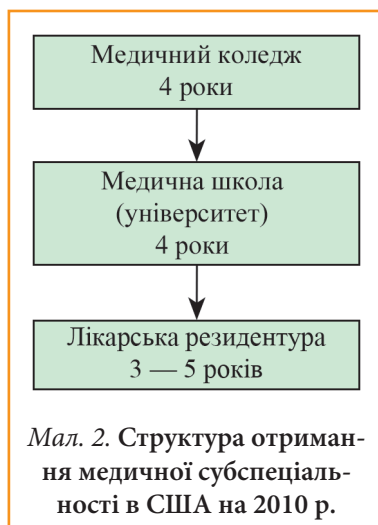 Медичний коледж
4 роки
Медична школа
(університет)
4 роки
Лікарська резидентура
3 — 5 років
Мал. 2. Структура отриман-
ня медичної субспеціаль-
ності в США на 2010 р.